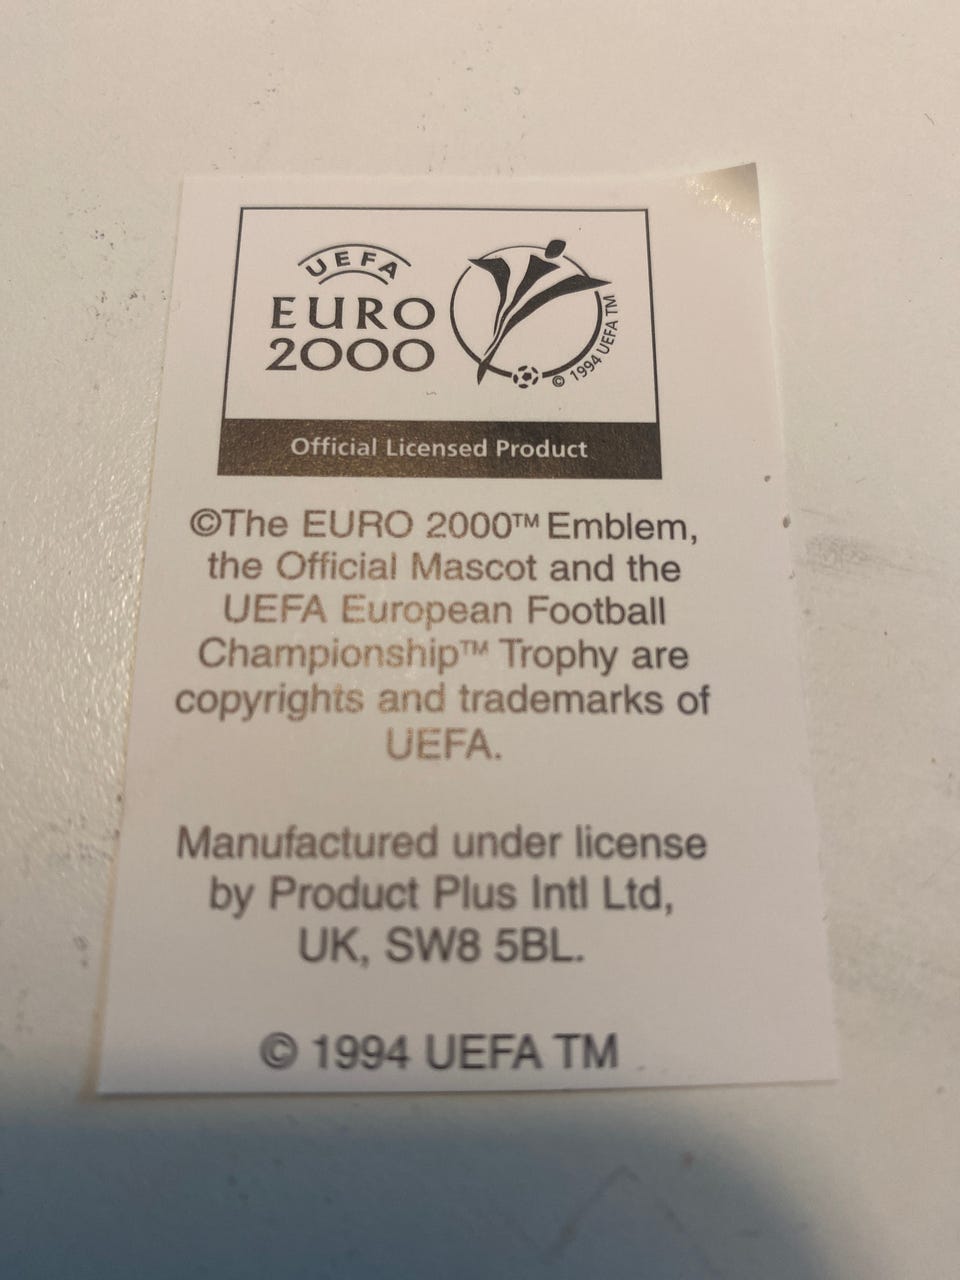 UEFA
EURO
2000
© 1994 UEFA TM
Official Licensed Product
©The EURO 2000™ Emblem,
the Official Mascot and the
UEFA European Football
Championship™ Trophy are
copyrights and trademarks of
UEFA.
Manufactured under license
by Product Plus Intl Ltd,
UK, SW8 5BL.
© 1994 UEFA TM